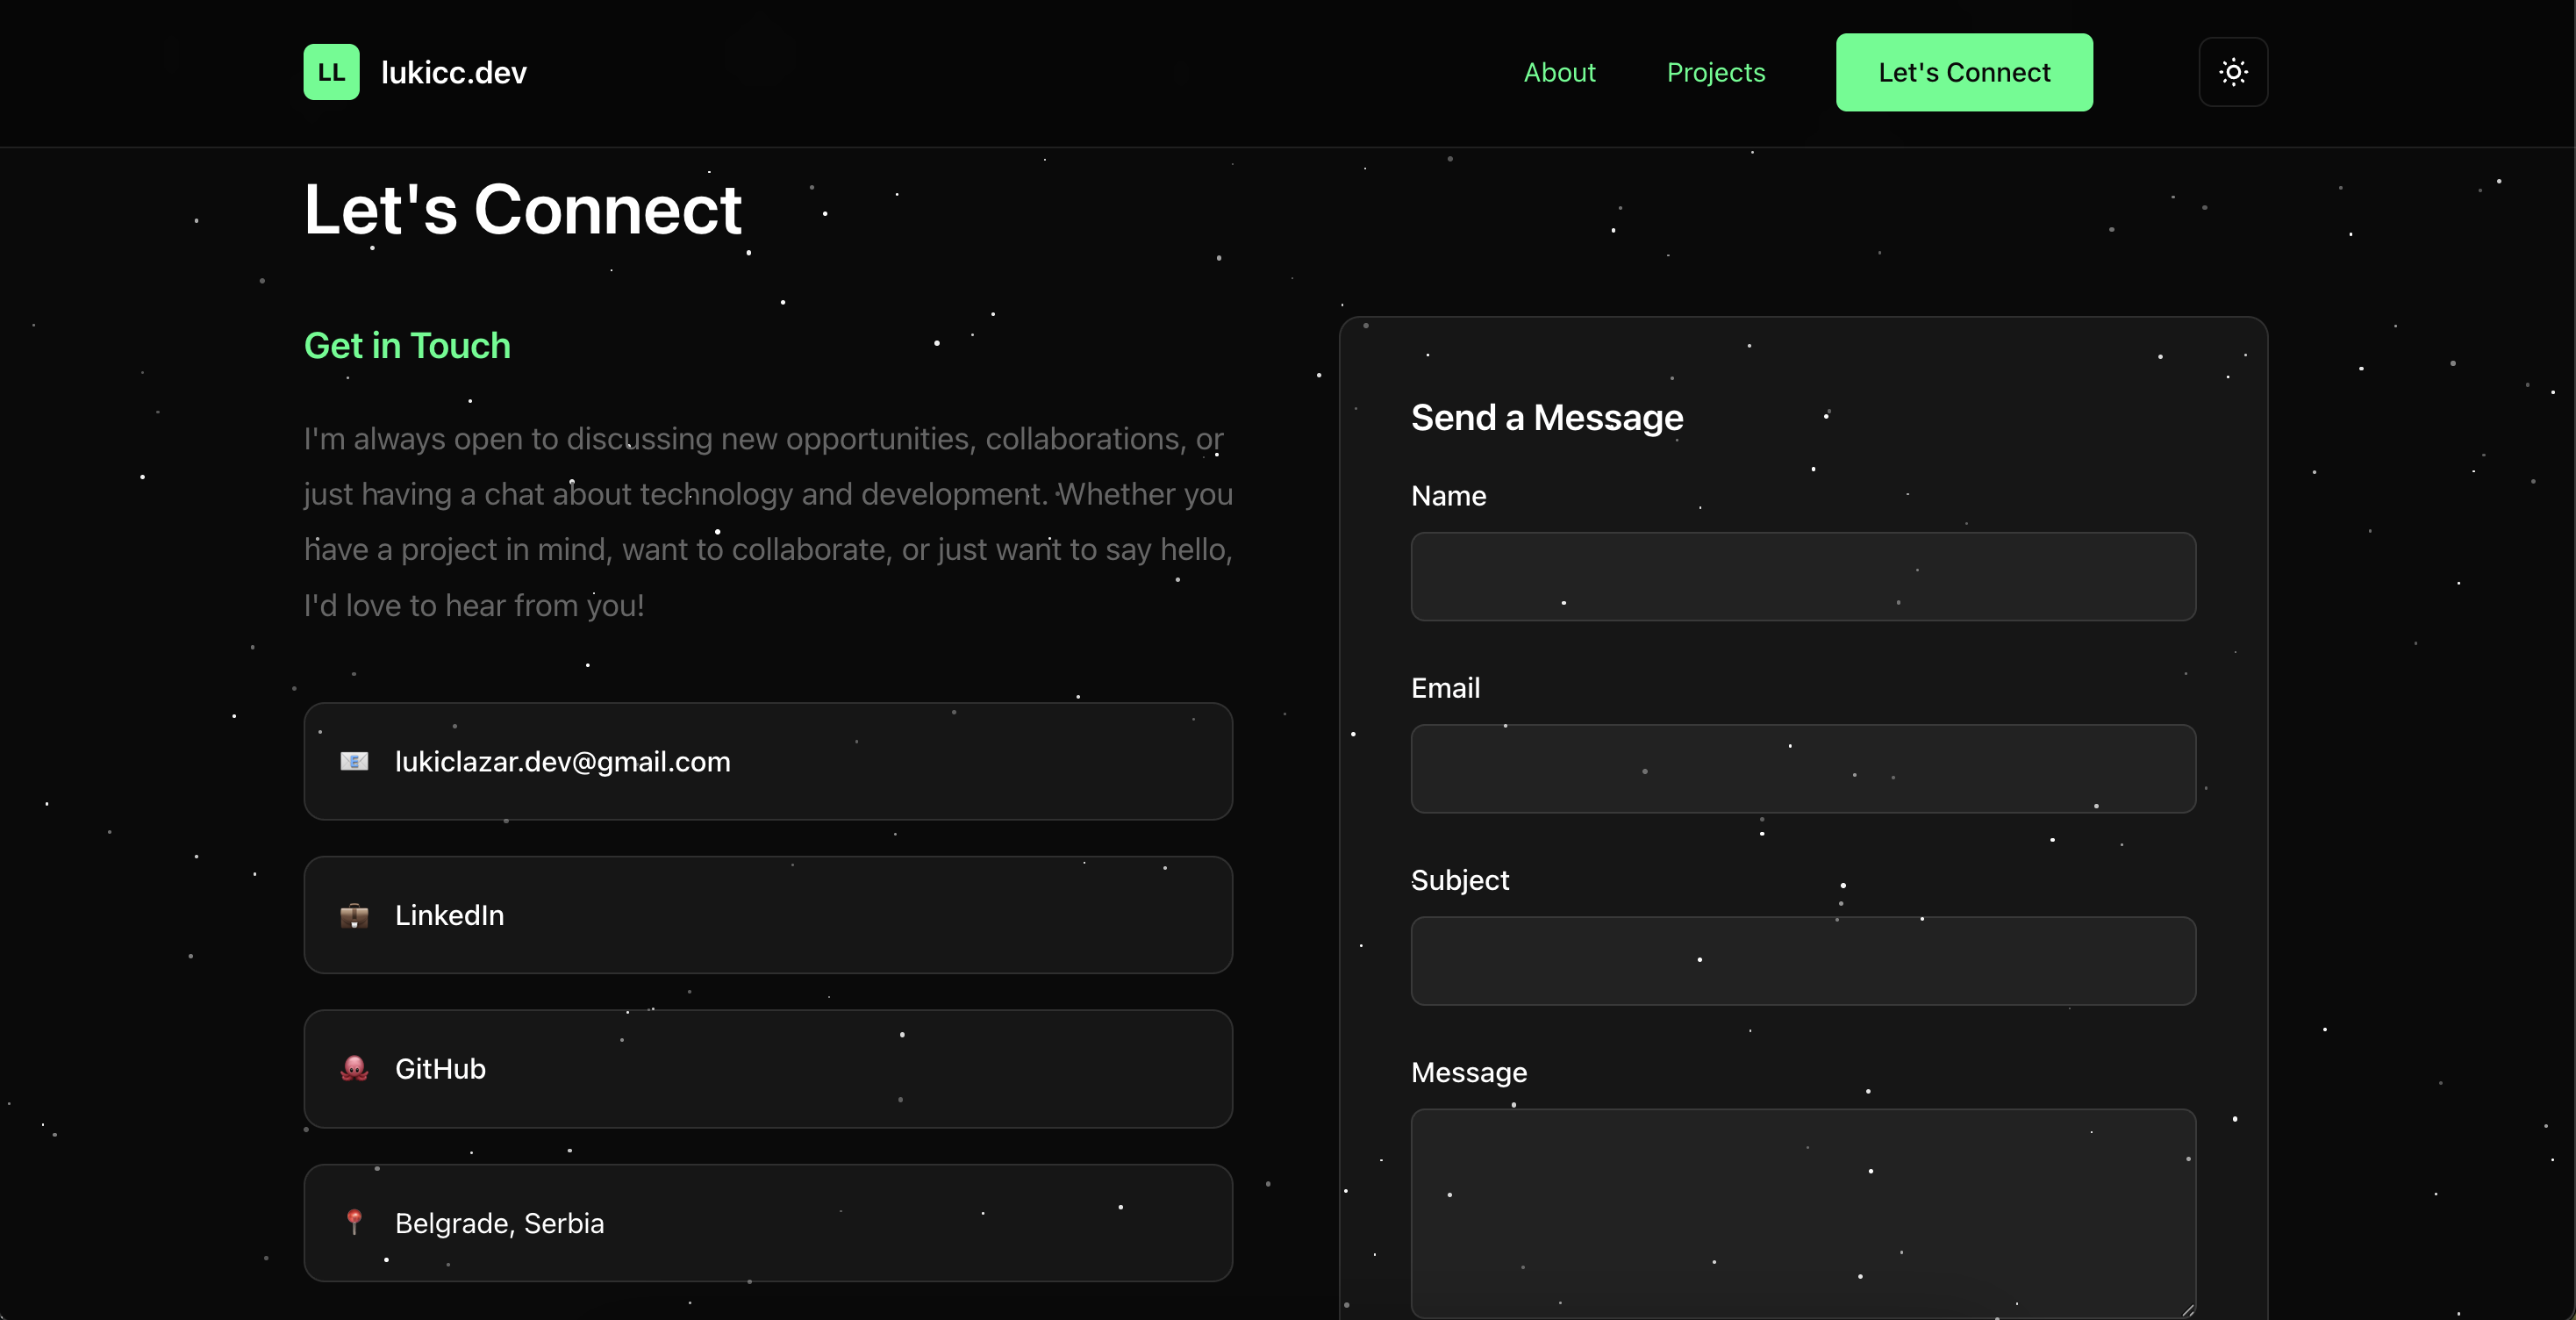 LL
lukicc.dev
About
Projects
Let's Connect
Let's Connect
Get in Touch
I'm always open to discussing new opportunities, collaborations, or
just having a chat about technology and development. Whether you
have a project in mind, want to collaborate, or just want to say hello,
I'd love to hear from you!
lukiclazar.dev@gmail.com
LinkedIn
GitHub
Belgrade, Serbia
Send a Message
Name
Email
Subject
Message